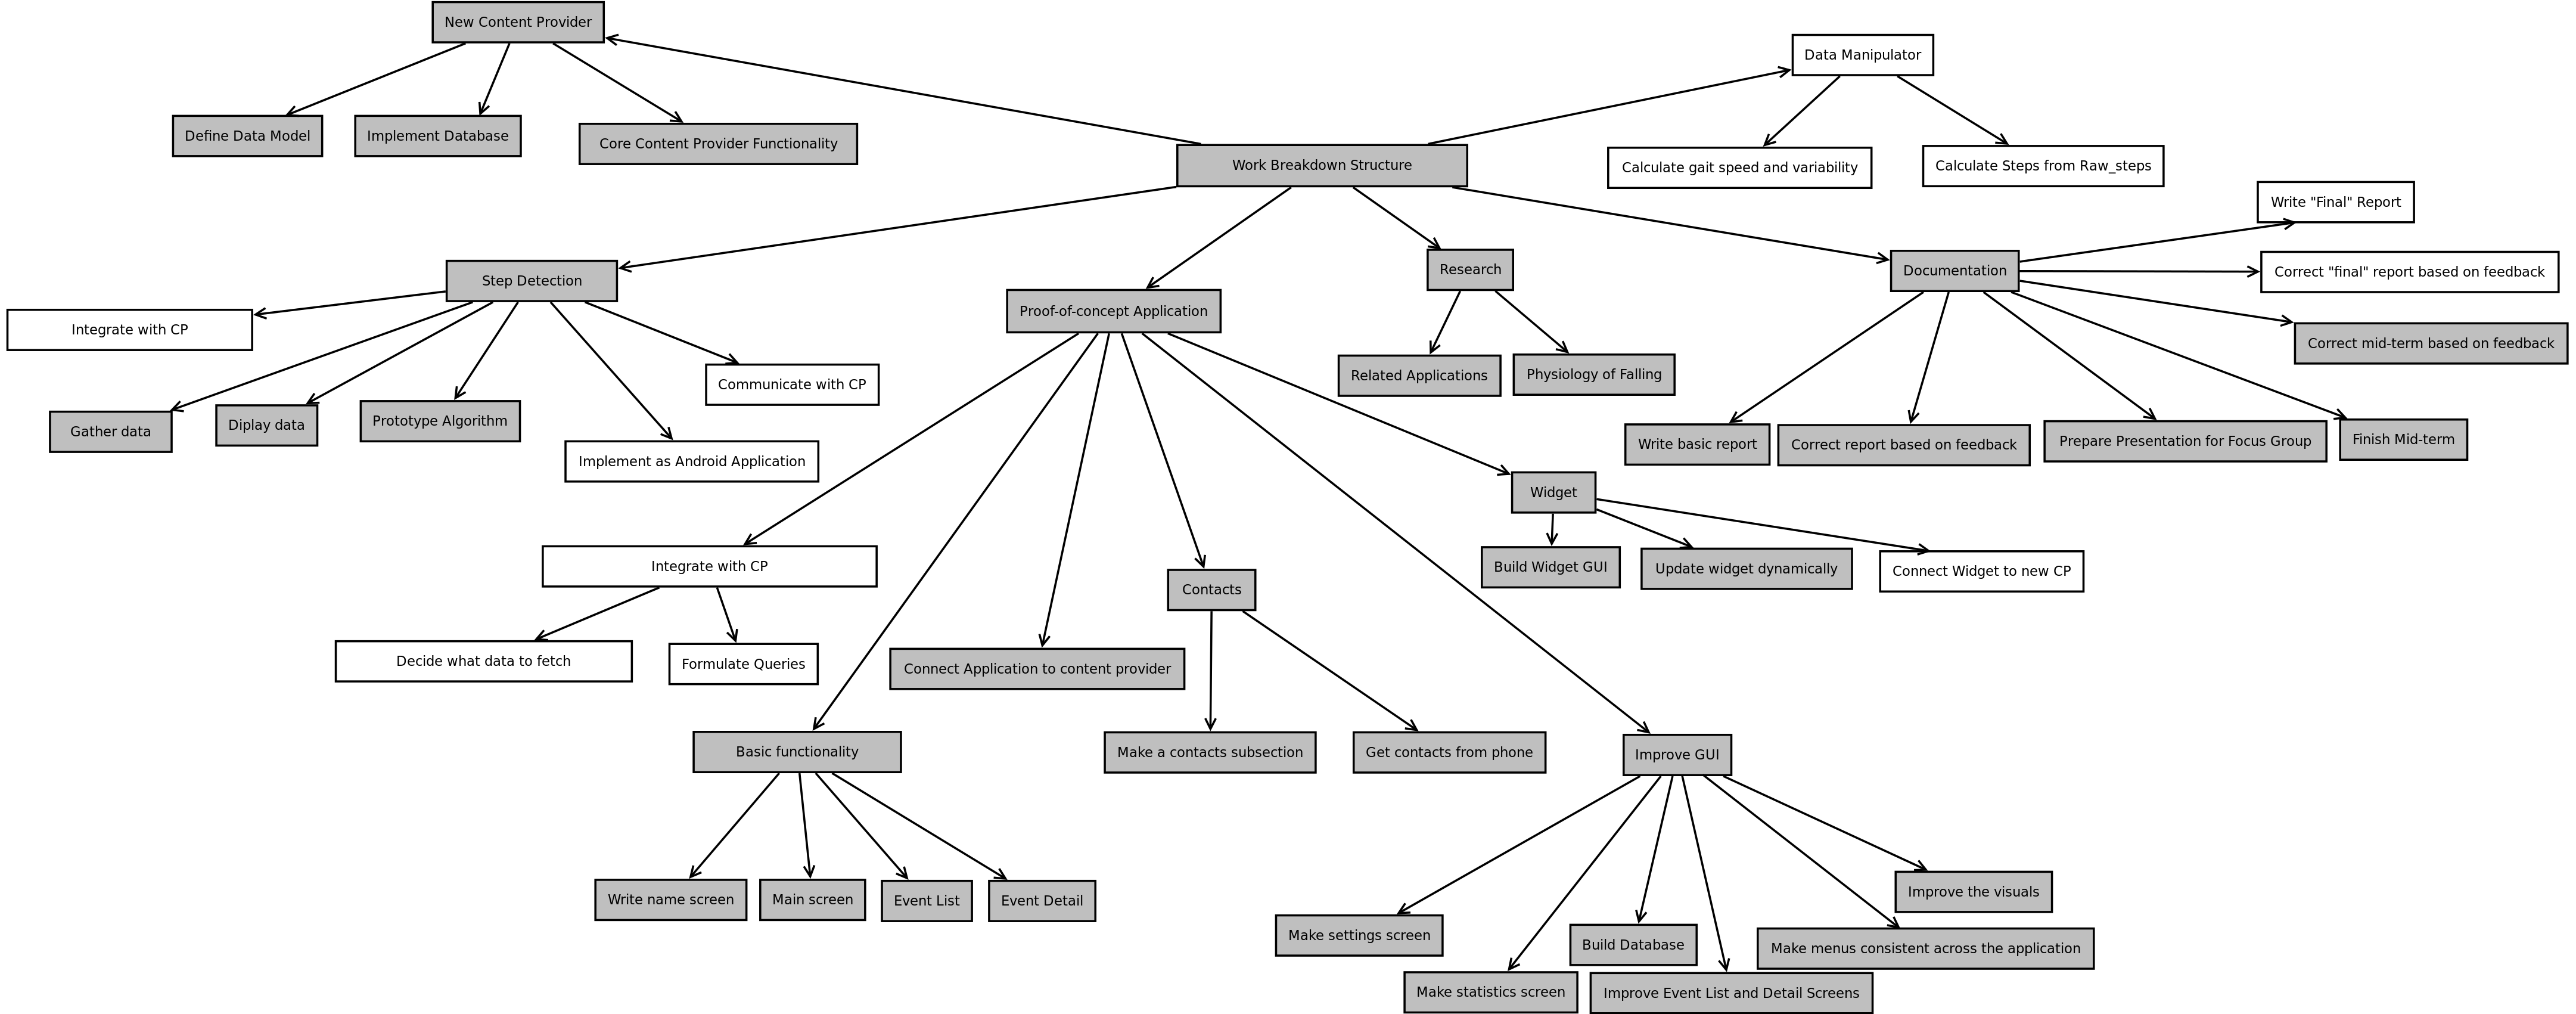 New Content Provider
Data Manipulator
Define Data Model
Implement Database
Core Content Provider Functionality
Work Breakdown Structure
Calculate gait speed and variability
Calculate Steps from Raw_steps
Write "Final" Report
Step Detection
Research
Documentation
Correct "final" report based on feedback
Integrate with CP
Proof-of-concept Application
Correct mid-term based on feedback
Communicate with CP
Related Applications
Physiology of Falling
Gather data
Diplay data
Prototype Algorithm
Implement as Android Application
Write basic report
Correct report based on feedback
Prepare Presentation for Focus Group
Finish Mid-term
Widget
Integrate with CP
Contacts
Build Widget GUI
Update widget dynamically
Connect Widget to new CP
Decide what data to fetch
Formulate Queries
Connect Application to content provider
Basic functionality
Make a contacts subsection
Get contacts from phone
Improve GUI
Write name screen
Main screen
Event List
Event Detail
Improve the visuals
Make settings screen
Build Database
Make menus consistent across the application
Make statistics screen
Improve Event List and Detail Screens